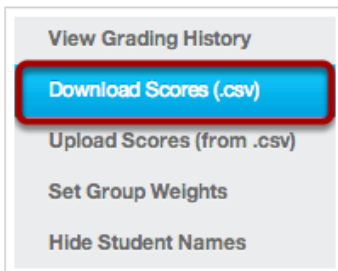 View Grading History
Download Scores (.csv)
Upload Scores (from .csv)
Set Group Weights
Hide Student Names